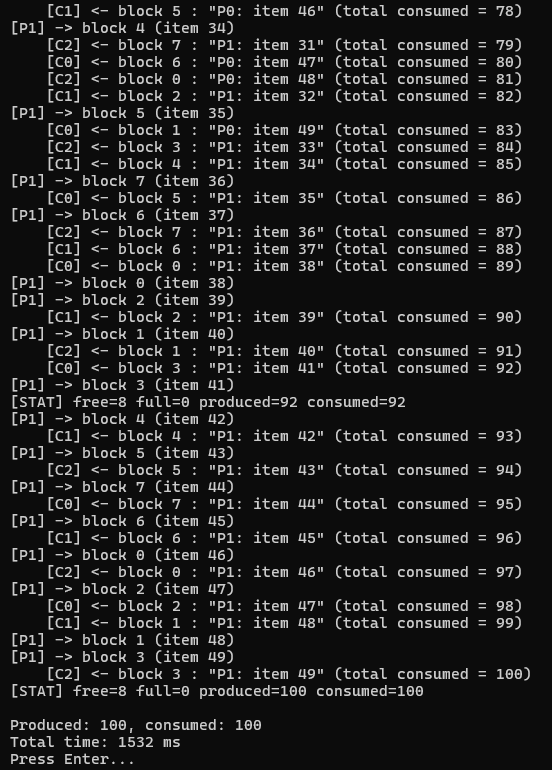 [C1] <- block 5 : "P0: item 46" (total consumed = 78)
[P1] -> block 4 (item 34)
[C2] <- block 7 : "P1: item 31" (total consumed = 79)
[C0] <- block 6 : "P0: item 47" (total consumed = 80)
[C2] <- block 0 : "P0: item 48" (total consumed = 81)
[C1] <- block 2 : "P1: item 32" (total consumed = 82)
[P1] -> block 5 (item 35)
[C0] <- block 1 : "P0: item 49" (total consumed = 83)
[C2] <- block 3 : "P1: item 33" (total consumed = 84)
[C1] <- block 4 : "P1: item 34" (total consumed = 85)
[P1] -> block 7 (item 36)
[C0] <- block 5 : "P1: item 35" (total consumed = 86)
[P1] -> block 6 (item 37)
[C2] <- block 7 : "P1: item 36" (total consumed = 87)
[C1] <- block 6 : "P1: item 37" (total consumed = 88)
[C0] <- block 0 : "P1: item 38" (total consumed = 89)
[P1] -> block 0 (item 38)
[P1] -> block 2 (item 39)
[C1] <- block 2 : "P1: item 39" (total consumed = 90)
[P1] -> block 1 (item 40)
[C2] <- block 1 : "P1: item 40" (total consumed = 91)
[C0] <- block 3 : "P1: item 41" (total consumed = 92)
[P1] -> block 3 (item 41)
[STAT] free=8 full=0 produced=92 consumed=92
[P1] -> block 4 (item 42)
[C1] <- block 4 : "P1: item 42" (total consumed = 93)
[P1] -> block 5 (item 43)
[C2] <- block 5 : "P1: item 43" (total consumed = 94)
[P1] -> block 7 (item 44)
[C0] <- block 7 : "P1: item 44" (total consumed = 95)
[P1] -> block 6 (item 45)
[C1] <- block 6 : "P1: item 45" (total consumed = 96)
[P1] -> block 0 (item 46)
[C2] <- block 0 : "P1: item 46" (total consumed = 97)
[P1] -> block 2 (item 47)
[C0] <- block 2 : "P1: item 47" (total consumed = 98)
[C1] <- block 1 : "P1: item 48" (total consumed = 99)
[P1] -> block 1 (item 48)
[P1] -> block 3 (item 49)
[C2] <- block 3 : "P1: item 49" (total consumed = 100)
[STAT] free=8 full=0 produced=100 consumed=100
Produced: 100, consumed: 100
Total time: 1532 ms
Press Enter...